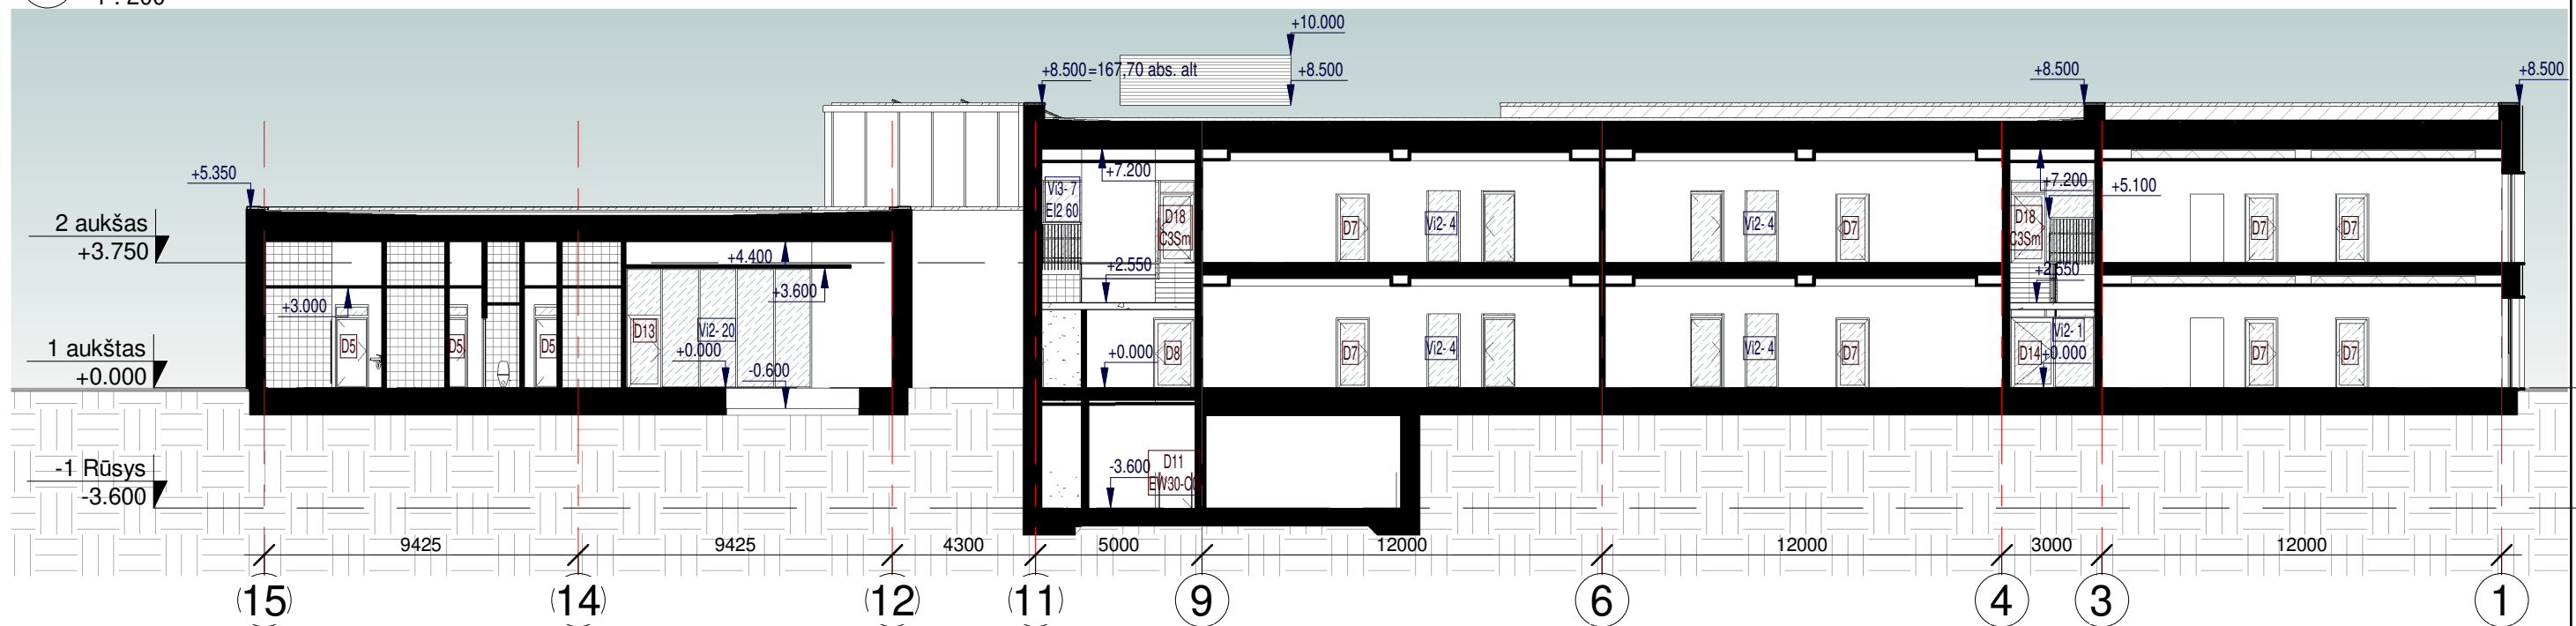 1 : 200
+10.000
+8.500=167,70 abs. alt
+8.500
+8.500
+8.500
+5.350
2 aukšas
+3.750
+7.200
Vi3- 7
EI2 60
D18
C3Sm
D7
Vi2- 4
Vi2- 4
D7
+7.200
+5.100
D18
C3Sm
D7
D7
+4.400
+3.600
+3.000
+2.550
+2.550
1 aukštas
+0.000
D5
D5
D5
D13
Vi2- 20
+0.000
-0.600
+0.000
D8
D7
Vi2- 4
Vi2- 4
D7
Vi2- 1
D14
+0.000
D7
D7
-1 Rūsys
-3.600
-3.600
D11
EW30-C
9425
9425
4300
5000
12000
12000
3000
12000
15
14
12
11
9
6
4
3
1